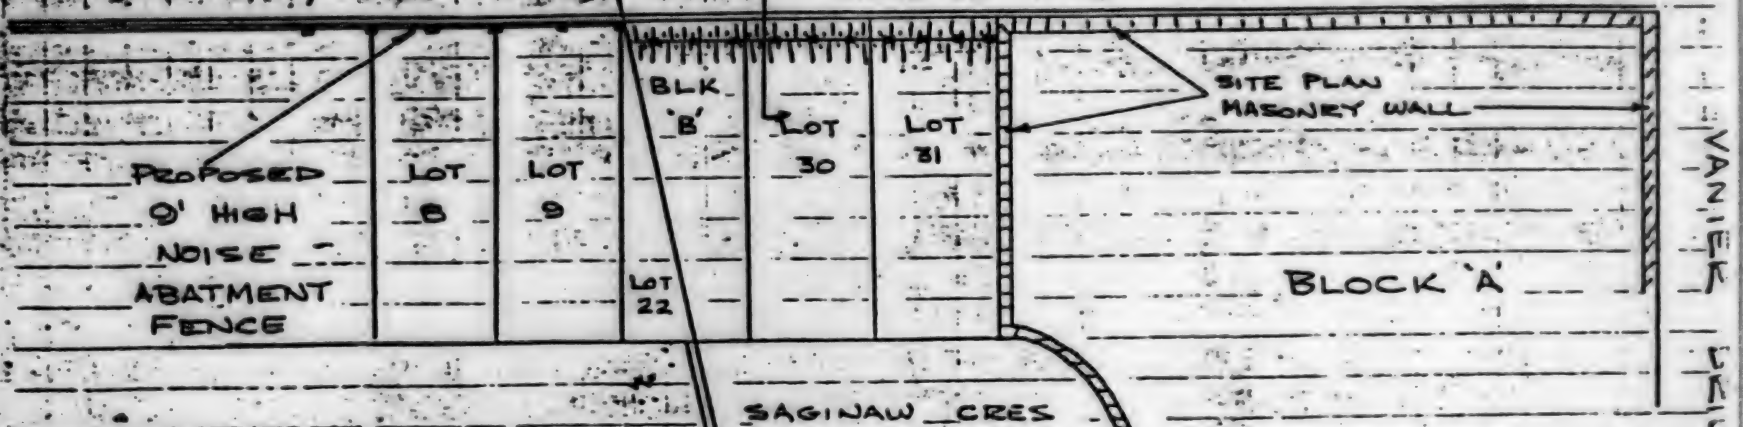 SITE PLAN
MASONRY WALL
BLK
'B'
LOT
30
LOT
31
PROPOSED
9' HIGH
NOISE
ABATMENT
FENCE
LOT
8
LOT
9
LOT
22
BLOCK 'A'
SAGINAW CRES
VANIER